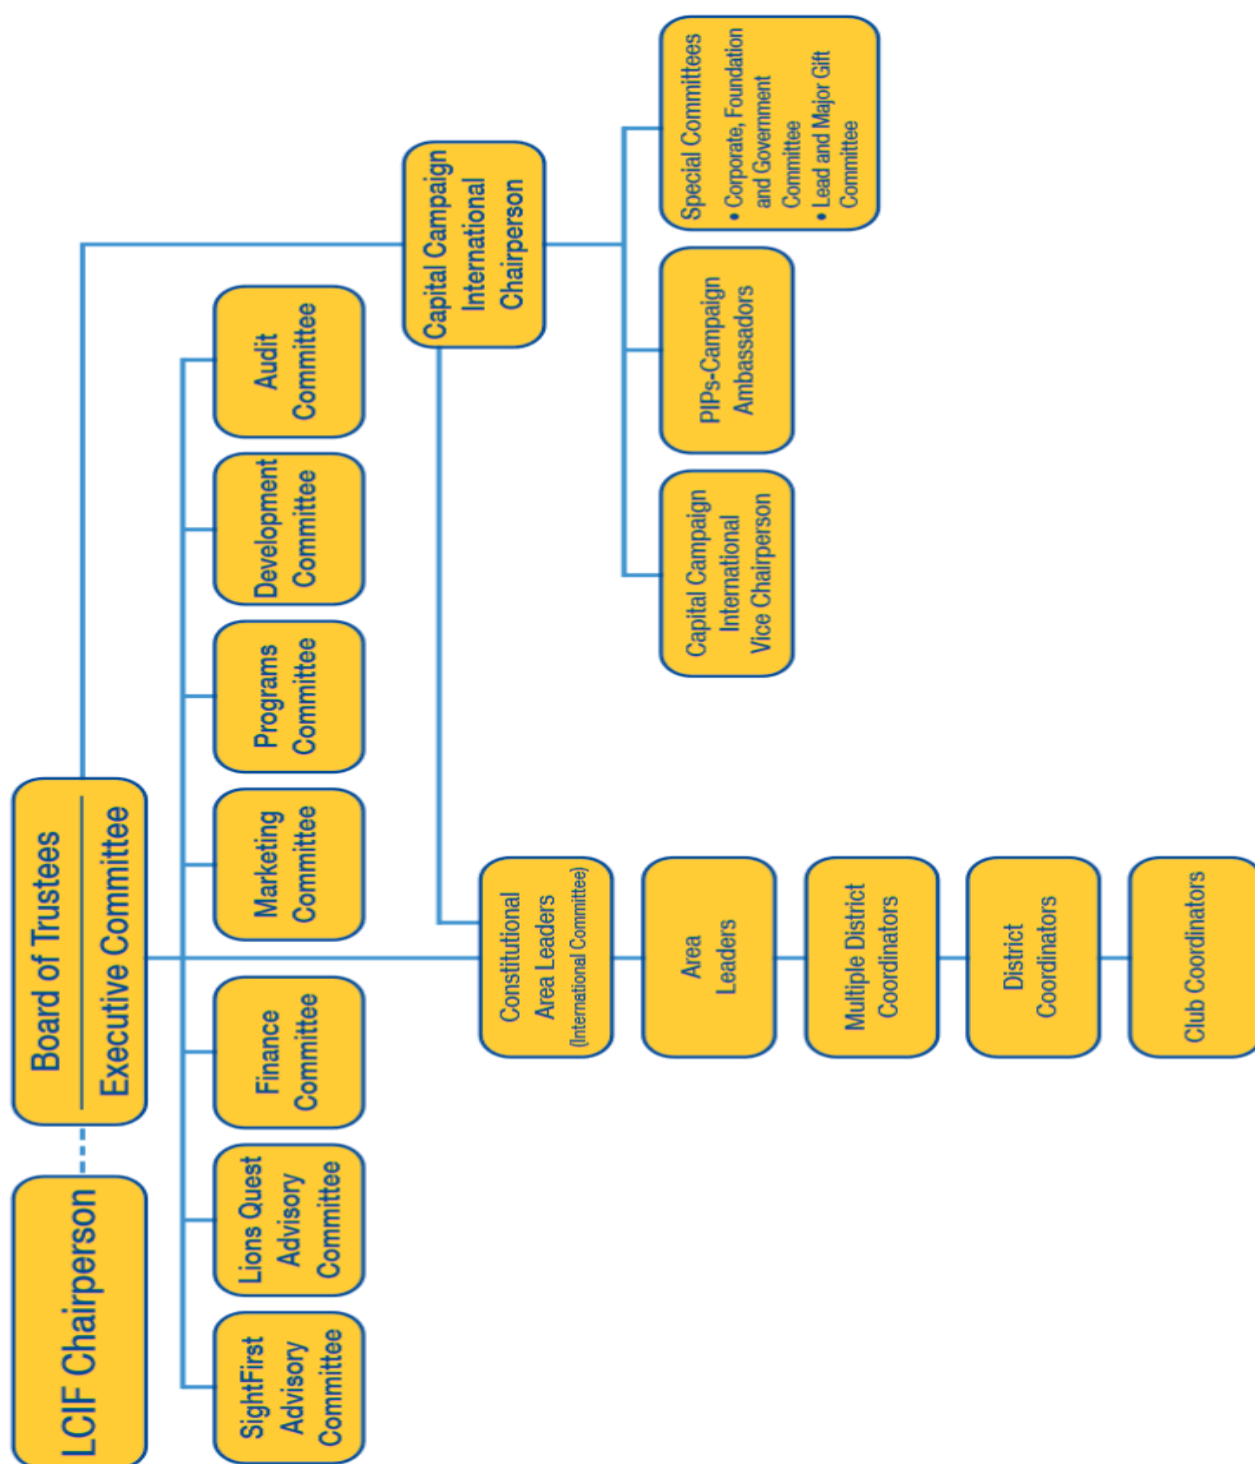 LCIF Chairperson
Board of Trustees
Executive Committee
SightFirst
Advisory
Committee
Lions Quest
Advisory
Committee
Finance
Committee
Marketing
Committee
Programs
Committee
Development
Committee
Audit
Committee
Capital Campaign
International
Chairperson
Constitutional
Area Leaders
(International Committee)
Area
Leaders
Multiple District
Coordinators
District
Coordinators
Club Coordinators
Capital Campaign
International
Vice Chairperson
PIPs-Campaign
Ambassadors
Special Committees
• Corporate, Foundation
and Government
Committee
• Lead and Major Gift
Committee